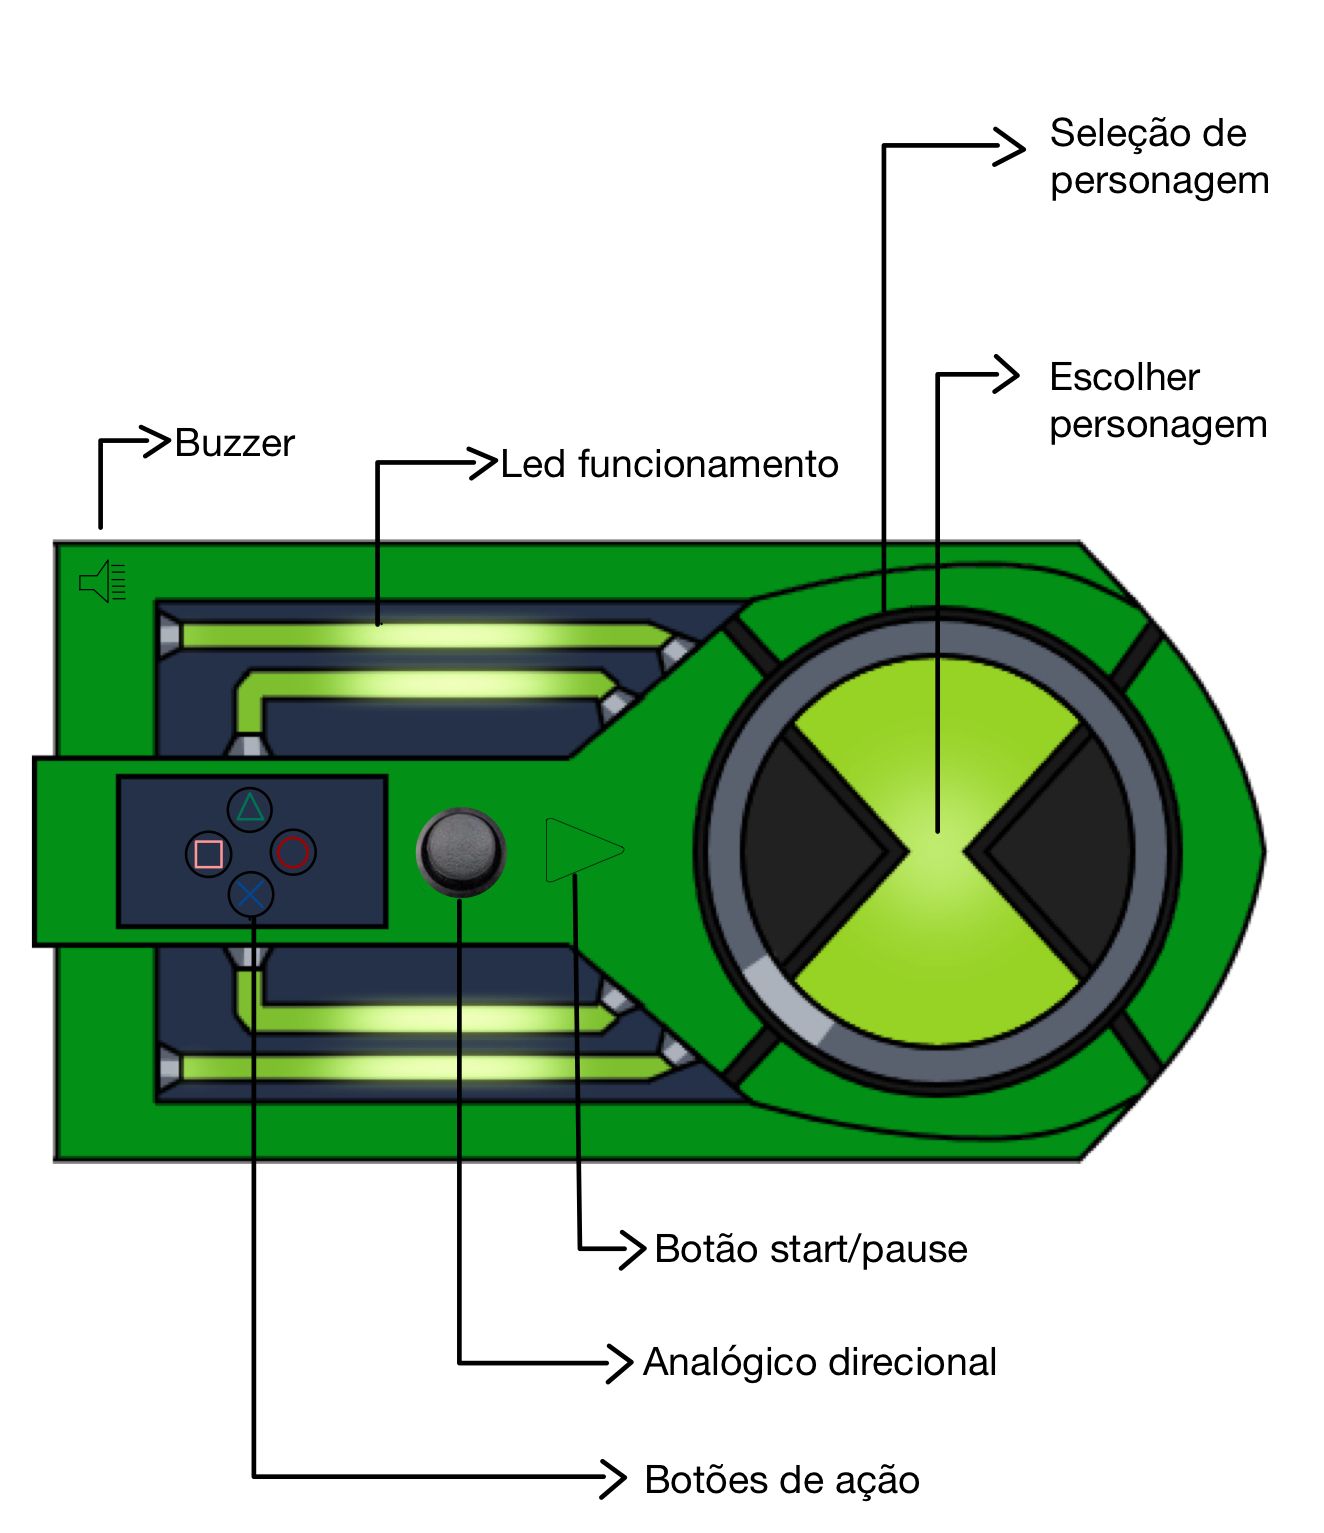 Seleção de
personagem
Escolher
personagem
Buzzer
Led funcionamento
Botão start/pause
Analógico direcional
Botões de ação